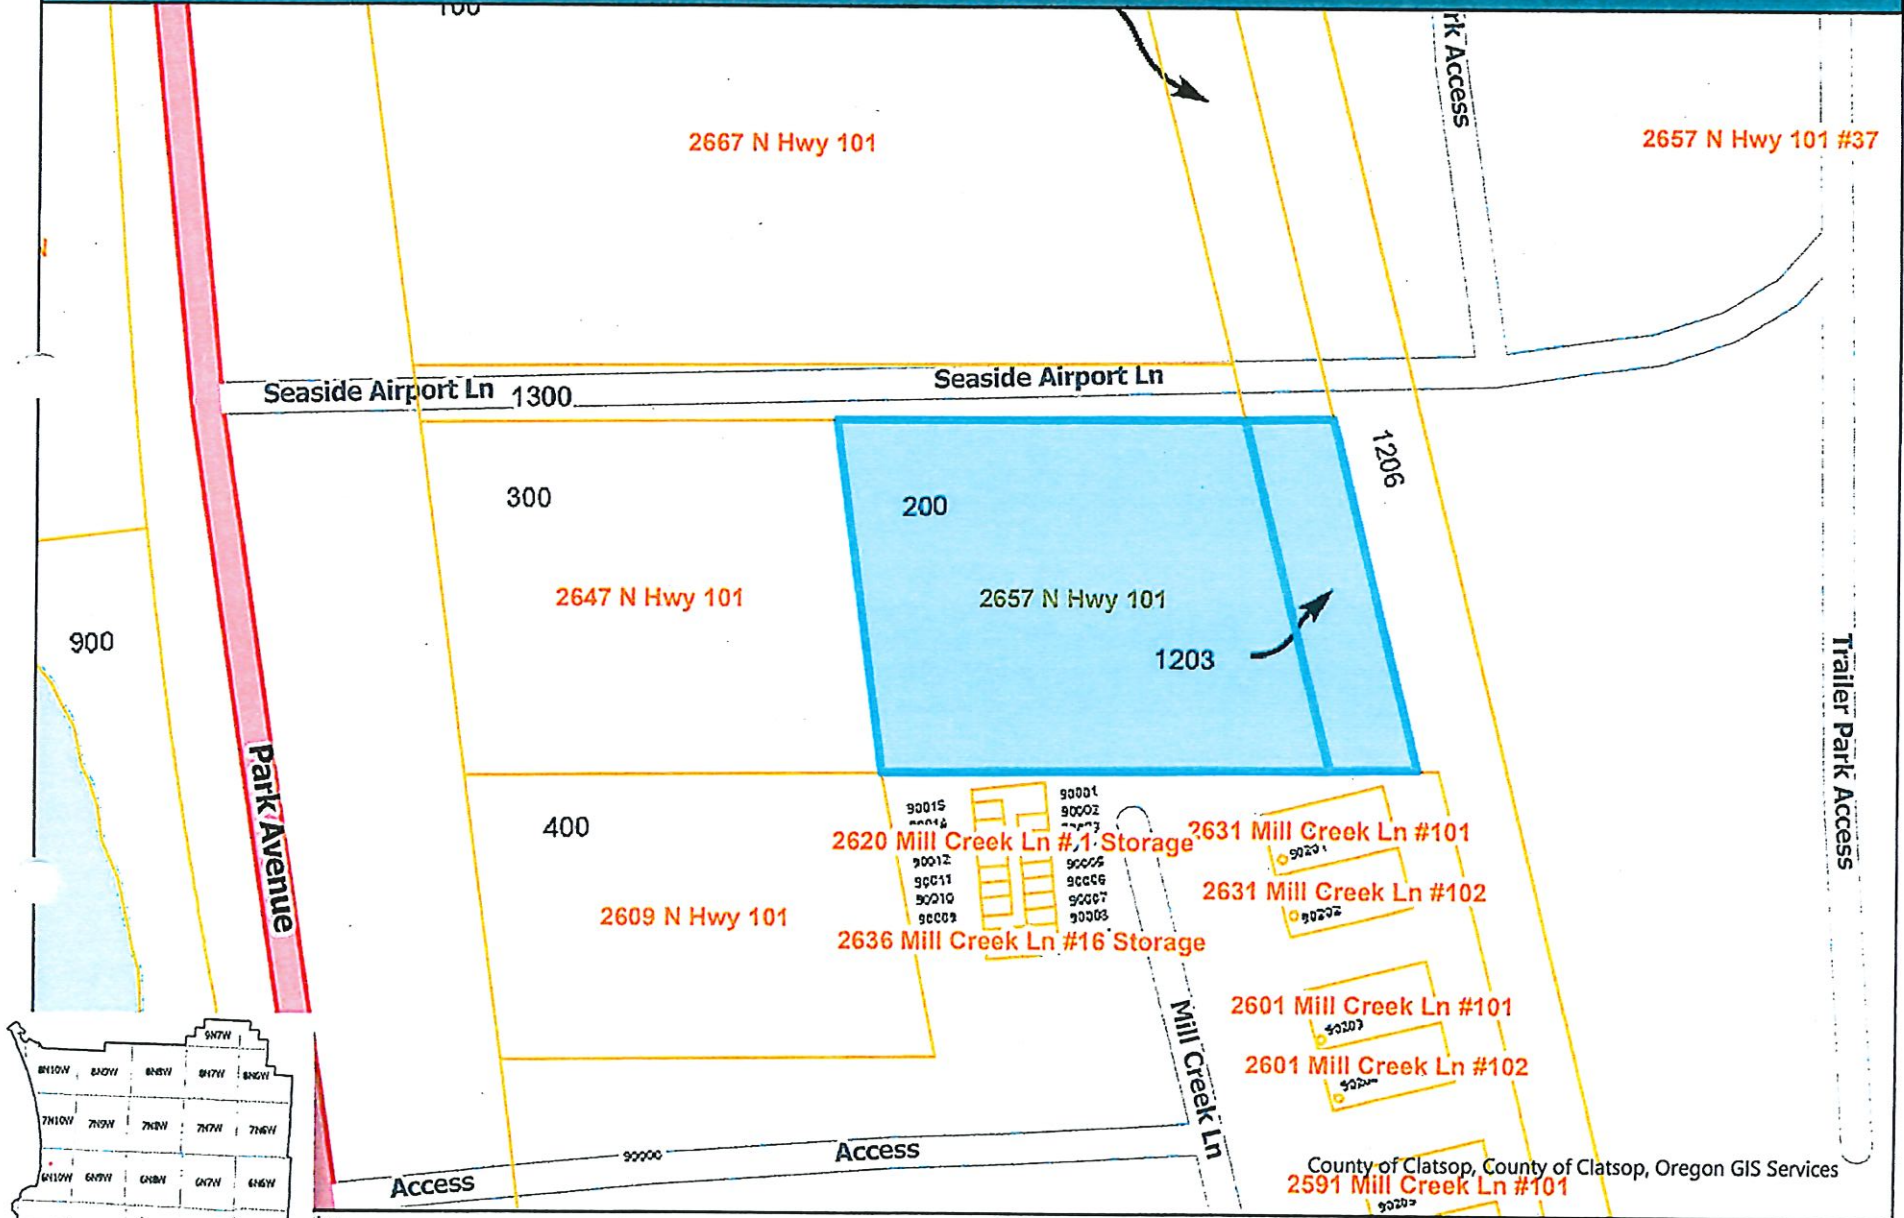 rk Access
2667 N Hwy 101
2657 N Hwy 101 #37
Seaside Airport Ln
1300
Seaside Airport Ln
1206
300
200
2647 N Hwy 101
2657 N Hwy 101
900
1203
Trailer Park Access
Park Avenue
400
90015
90001
90002
2620 Mill Creek Ln # 1 Storage
2631 Mill Creek Ln #101
90012
90005
90011
90006
2631 Mill Creek Ln #102
90010
90007
90202
2609 N Hwy 101
90009
2636 Mill Creek Ln #16 Storage
2601 Mill Creek Ln #101
90203
Mill Creek Ln
2601 Mill Creek Ln #102
9N7W
8N10W
8N9W
8N8W
8N7W
8N6W
7N10W
7N9W
7N8W
7N7W
7N6W
6N10W
6N9W
6N8W
6N7W
6N6W
90000
Access
Access
County of Clatsop, County of Clatsop, Oregon GIS Services
2591 Mill Creek Ln #101